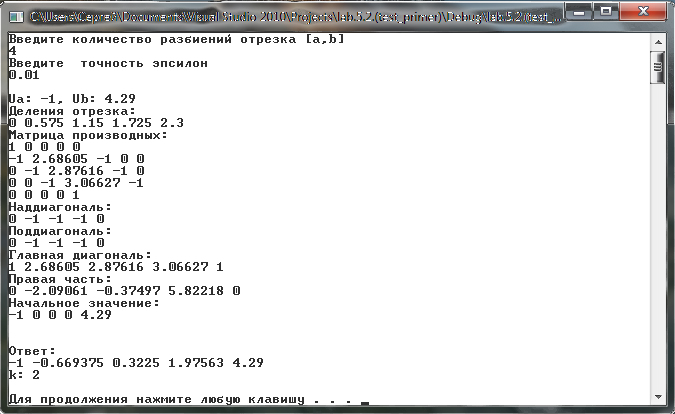 C:\Users\Сергей\Documents\Visual Studio 2010\Projects\lab.5.2.(test_primer)\Debug\lab.5.2(test_...
Введите количество разбиений отрезка [a,b]
4
Введите  точность эпсилон
0.01
Ua: -1, Ub: 4.29
Деления отрезка:
0 0.575 1.15 1.725 2.3
Матрица производных:
1 0 0 0 0
-1 2.68605 -1 0 0
0 -1 2.87616 -1 0
0 0 -1 3.06627 -1
0 0 0 0 1
Наддиагональ:
0 -1 -1 -1 0
Поддиагональ:
0 -1 -1 -1 0
Главная диагональ:
1 2.68605 2.87616 3.06627 1
Правая часть:
0 -2.09061 -0.37497 5.82218 0
Начальное значение:
-1 0 0 0 4.29
Ответ:
-1 -0.669375 0.3225 1.97563 4.29
k: 2
Для продолжения нажмите любую клавишу . . .